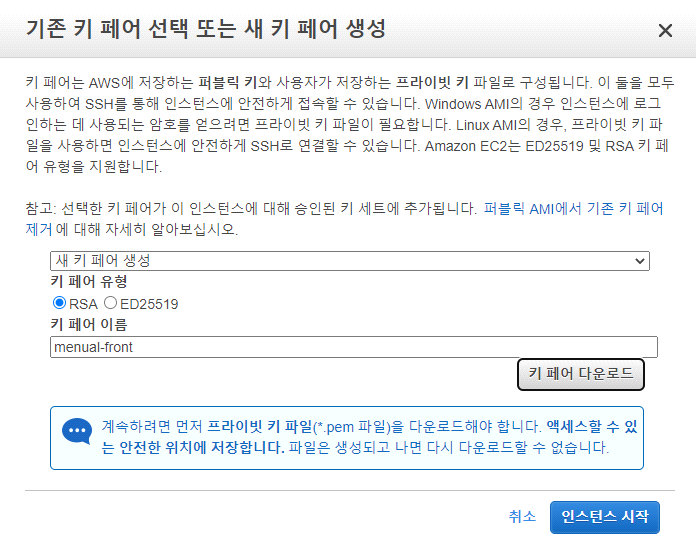 기존 키 페어 선택 또는 새 키 페어 생성
키 페어는 AWS에 저장하는 퍼블릭 키와 사용자가 저장하는 프라이빗 키 파일로 구성됩니다. 이 둘을 모두
사용하여 SSH를 통해 인스턴스에 안전하게 접속할 수 있습니다. Windows AMI의 경우 인스턴스에 로그
인하는 데 사용되는 암호를 얻으려면 프라이빗 키 파일이 필요합니다. Linux AMI의 경우, 프라이빗 키 파
일을 사용하면 인스턴스에 안전하게 SSH로 연결할 수 있습니다. Amazon EC2는 ED25519 및 RSA 키 페
어 유형을 지원합니다.
참고: 선택한 키 페어가 이 인스턴스에 대해 승인된 키 세트에 추가됩니다. 퍼블릭 AMI에서 기존 키 페어
제거 에 대해 자세히 알아보십시오.
새 키 페어 생성
키 페어 유형
RSA ED25519
키 페어 이름
menual-front
키 페어 다운로드
계속하려면 먼저 프라이빗 키 파일(*.pem 파일)을 다운로드해야 합니다. 액세스할 수 있
는 안전한 위치에 저장합니다. 파일은 생성되고 나면 다시 다운로드할 수 없습니다.
취소 인스턴스 시작